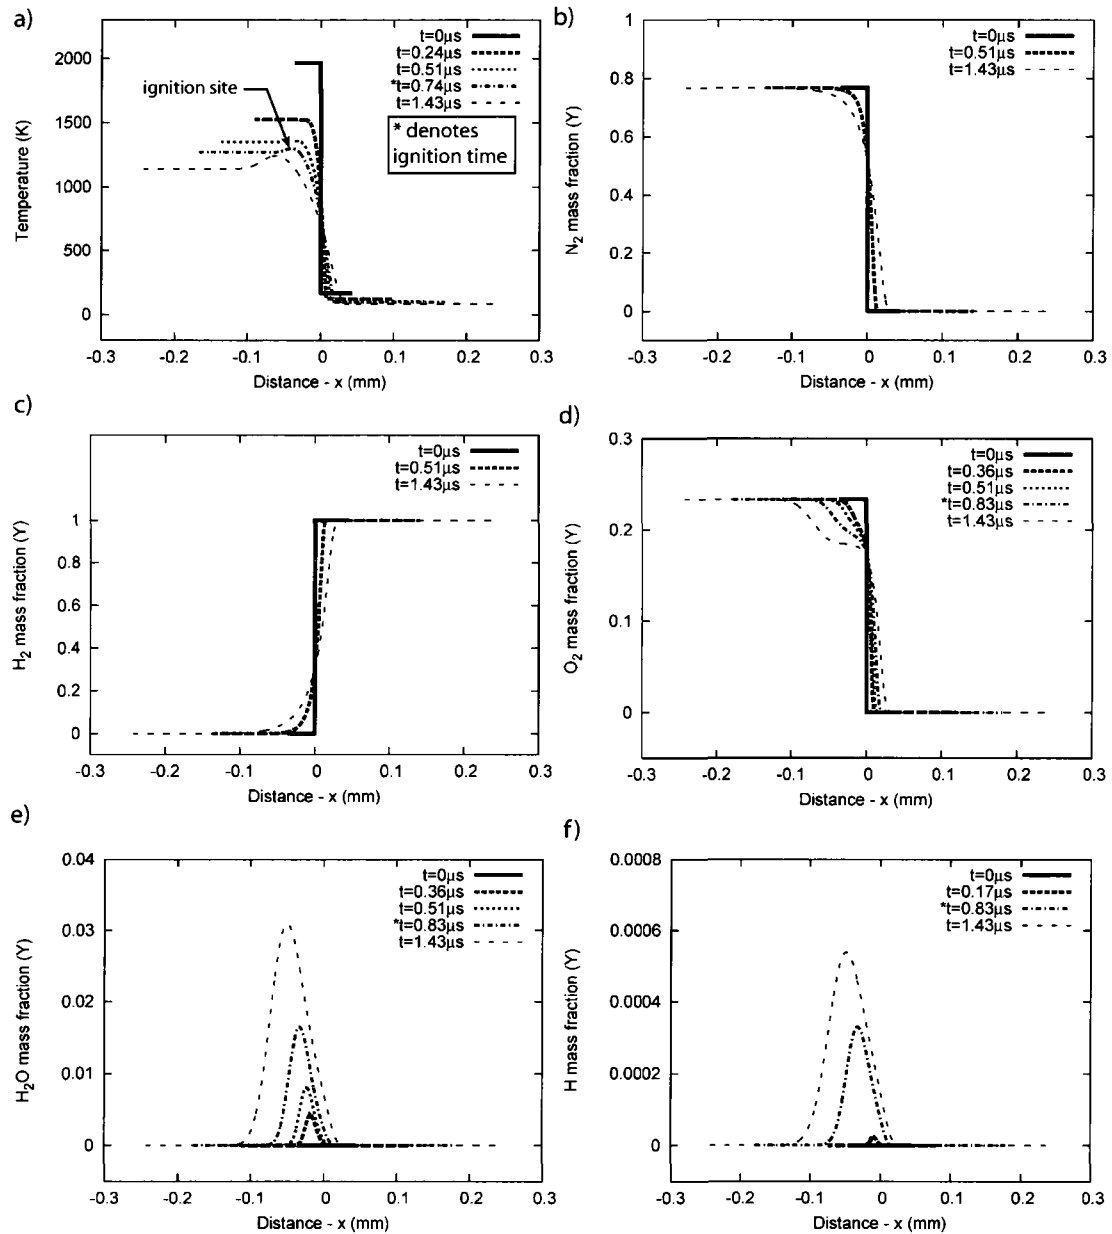 a)
t=0μs
t=0.24μs
t=0.51μs
*t=0.74μs
t=1.43μs
* denotes
ignition time
ignition site
2000
1500
1000
500
0
Temperature (K)
-0.3 -0.2 -0.1 0 0.1 0.2 0.3
Distance - x (mm)
b)
t=0μs
t=0.51μs
t=1.43μs
1
0.8
0.6
0.4
0.2
0
-0.2
N2 mass fraction (Y)
-0.3 -0.2 -0.1 0 0.1 0.2 0.3
Distance - x (mm)
c)
t=0μs
t=0.51μs
t=1.43μs
1
0.8
0.6
0.4
0.2
0
H2 mass fraction (Y)
-0.3 -0.2 -0.1 0 0.1 0.2 0.3
Distance - x (mm)
d)
t=0μs
t=0.36μs
t=0.51μs
*t=0.83μs
t=1.43μs
0.3
0.2
0.1
0
O2 mass fraction (Y)
-0.3 -0.2 -0.1 0 0.1 0.2 0.3
Distance - x (mm)
e)
t=0μs
t=0.36μs
t=0.51μs
*t=0.83μs
t=1.43μs
0.04
0.03
0.02
0.01
0
H2O mass fraction (Y)
-0.3 -0.2 -0.1 0 0.1 0.2 0.3
Distance - x (mm)
f)
t=0μs
t=0.17μs
*t=0.83μs
t=1.43μs
0.0008
0.0006
0.0004
0.0002
0
H mass fraction (Y)
-0.3 -0.2 -0.1 0 0.1 0.2 0.3
Distance - x (mm)